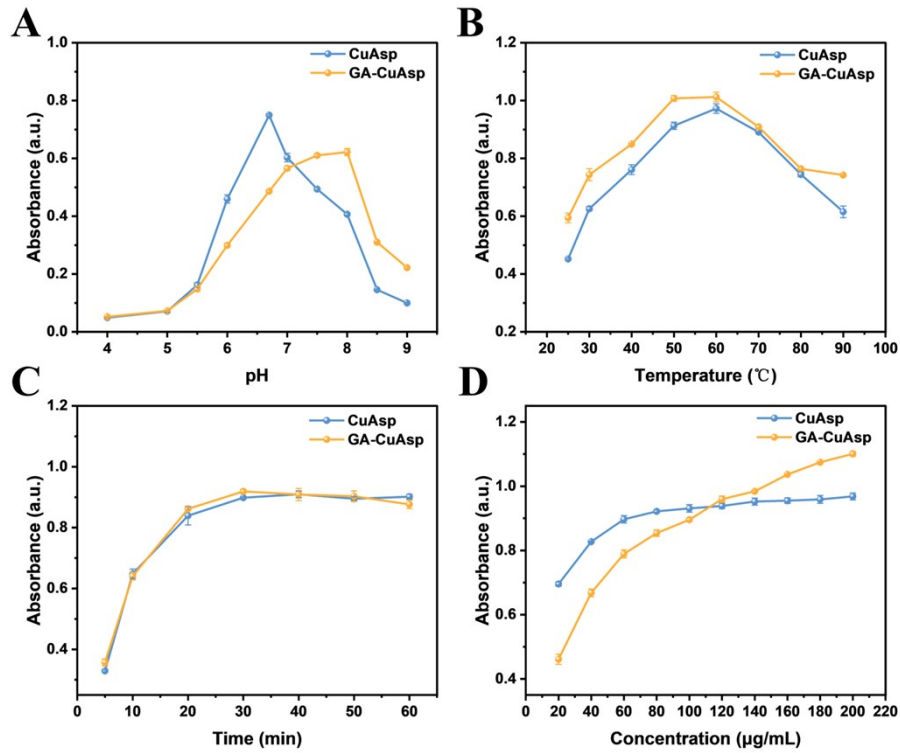 A
1.0
0.8
0.6
0.4
0.2
0.0
Absorbance (a.u.)
CuAsp
GA-CuAsp
4 5 6 7 8 9
pH
B
1.2
1.0
0.8
0.6
0.4
0.2
Absorbance (a.u.)
CuAsp
GA-CuAsp
20 30 40 50 60 70 80 90 100
Temperature (℃)
C
1.2
1.0
0.8
0.6
0.4
Absorbance (a.u.)
CuAsp
GA-CuAsp
0 10 20 30 40 50 60
Time (min)
D
1.2
1.0
0.8
0.6
0.4
Absorbance (a.u.)
CuAsp
GA-CuAsp
0 20 40 60 80 100 120 140 160 180 200 220
Concentration (μg/mL)